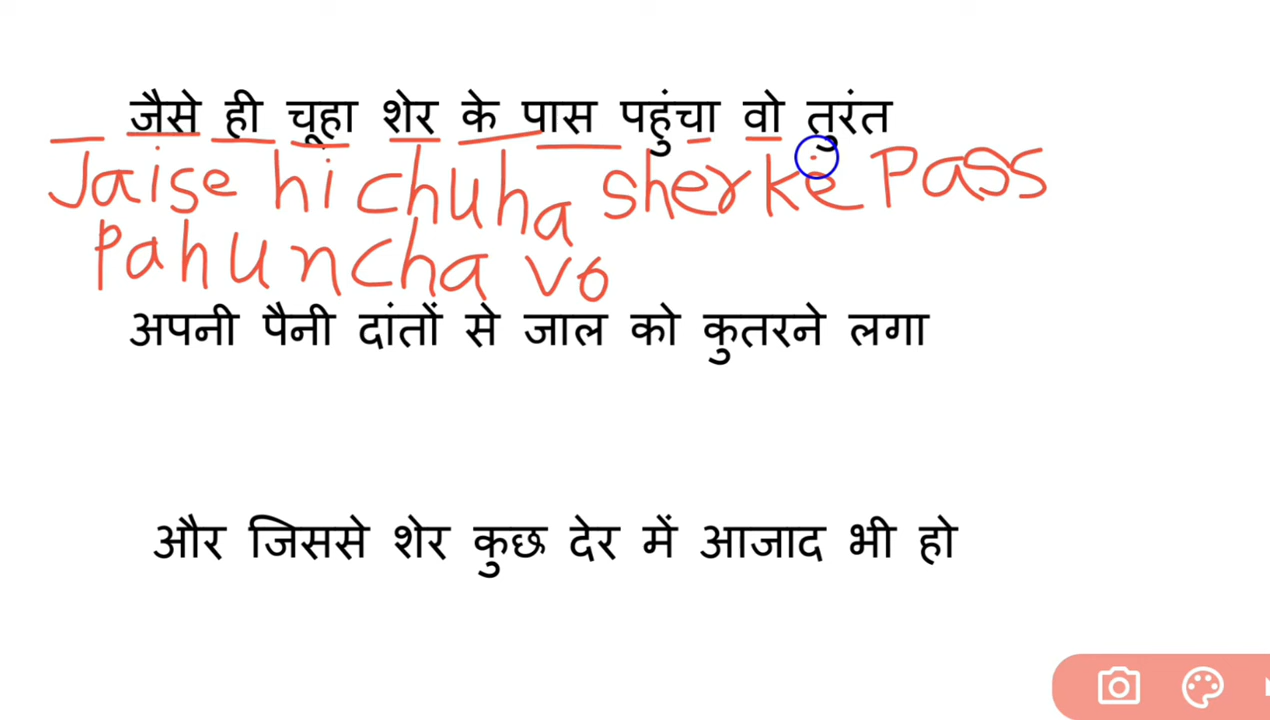 जैसे ही चूहा शेर के पास पहुंचा वो तुरंत
Jaise hi chuha sher ke Pass
Pahuncha vo
अपनी पैनी दांतों से जाल को कुतरने लगा
और जिससे शेर कुछ देर में आजाद भी हो